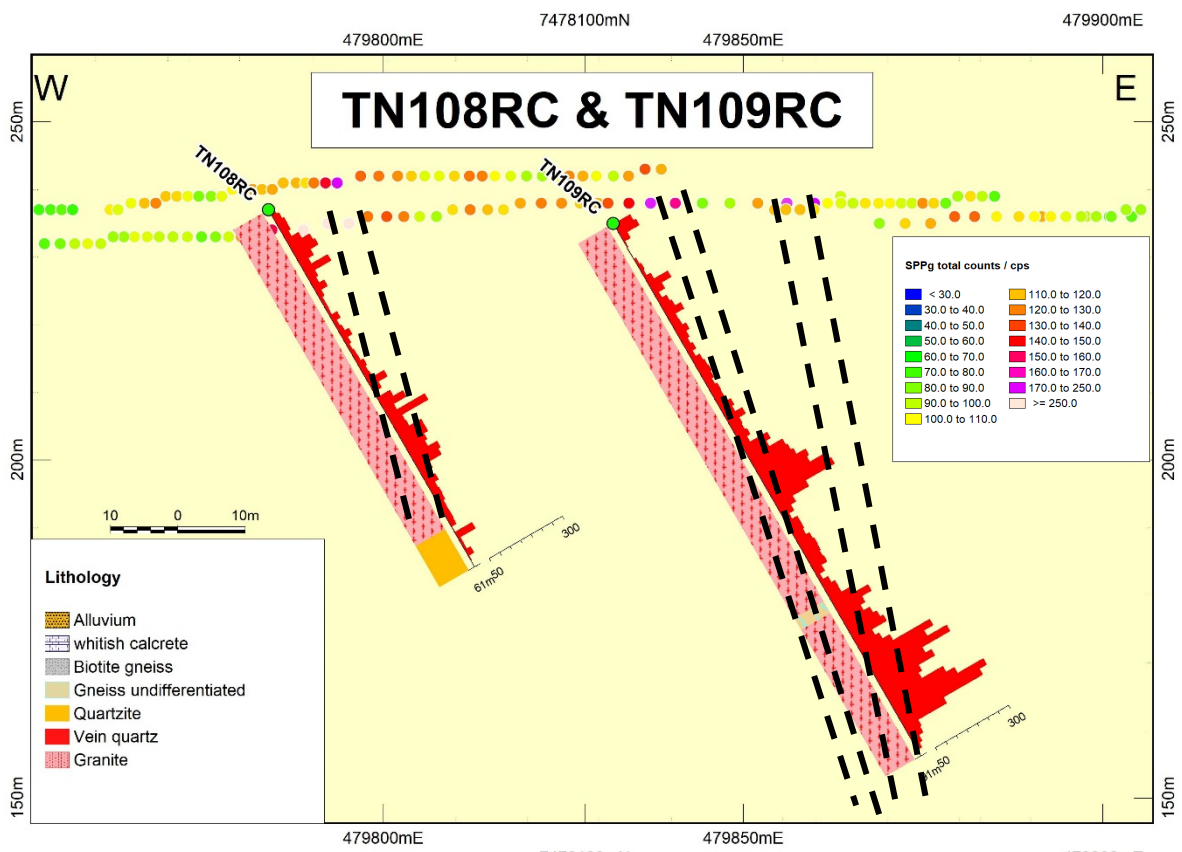 7478100mN
479900mE
479800mE
479850mE
W
E
TN108RC & TN109RC
250m
250m
TN108RC
TN109RC
SPPg total counts / cps
< 30.0
30.0 to 40.0
40.0 to 50.0
50.0 to 60.0
60.0 to 70.0
70.0 to 80.0
80.0 to 90.0
90.0 to 100.0
100.0 to 110.0
110.0 to 120.0
120.0 to 130.0
130.0 to 140.0
140.0 to 150.0
150.0 to 160.0
160.0 to 170.0
170.0 to 250.0
>= 250.0
200m
200m
10 0 10m
300
61m
50
Lithology
Alluvium
whitish calcrete
Biotite gneiss
Gneiss undifferentiated
Quartzite
Vein quartz
Granite
300
50
150m
150m
479800mE
479850mE